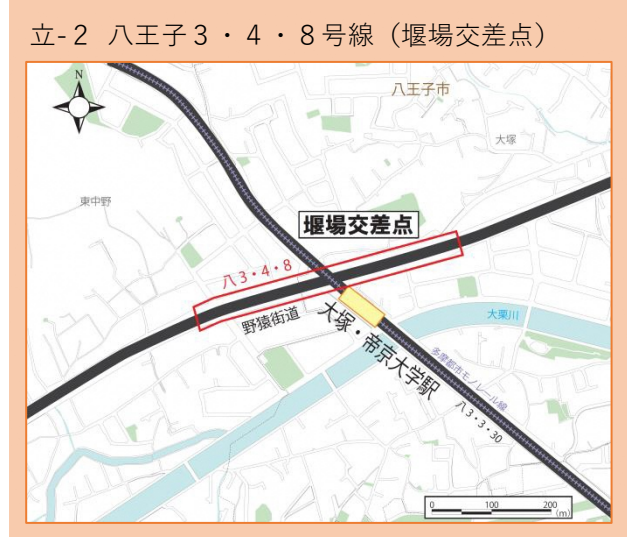 立-2 八王子3・4・8号線（堰場交差点）
N
八王子市
大塚
東中野
堰場交差点
八3・4・8
野猿街道
大塚・帝京大学駅
大栗川
多摩都市モノレール線
八3・3・30
0 100 200
(m)